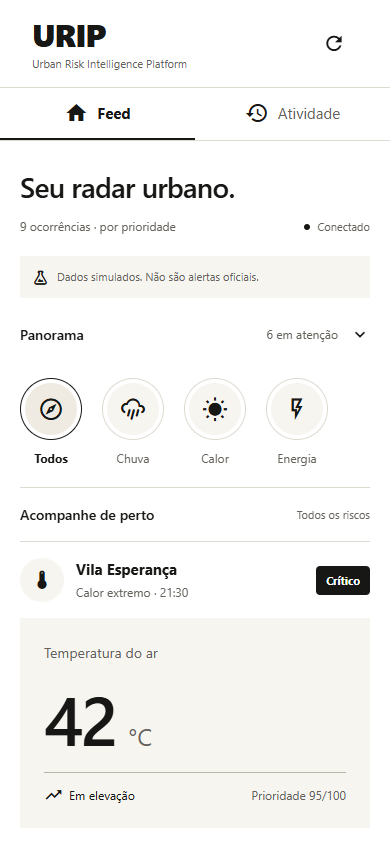 URIP
Urban Risk Intelligence Platform
Feed
Atividade
Seu radar urbano.
9 ocorrências · por prioridade
Conectado
Dados simulados. Não são alertas oficiais.
Panorama
6 em atenção
Todos
Chuva
Calor
Energia
Acompanhe de perto
Todos os riscos
Vila Esperança
Calor extremo · 21:30
Crítico
Temperatura do ar
42 °C
Em elevação
Prioridade 95/100